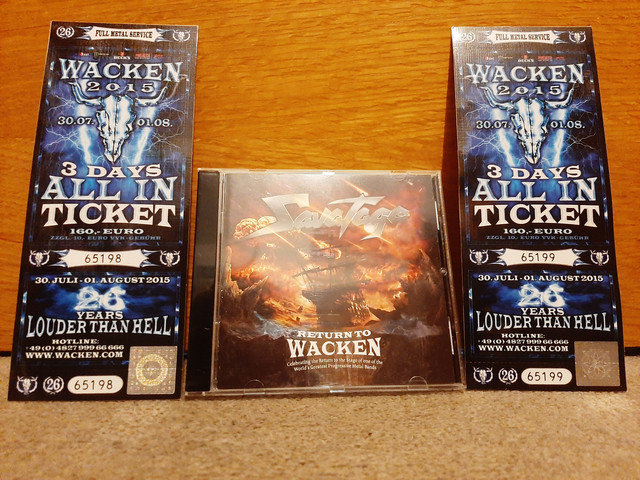 26
FULL METAL SERVICE
WACKEN
2015
30.07. 01.08.
3 DAYS
ALL IN
TICKET
160,- EURO
ZZGL. 10,- EURO VVK-GEBÜHR
65198
30. JULI - 01. AUGUST 2015
26
YEARS
LOUDER THAN HELL
HOTLINE:
+49 (0) 4827 999 66 666
WWW.WACKEN.COM
26
65198
Savatage
RETURN TO
WACKEN
Celebrating the Return to the Stage of one of the
World's Greatest Progressive Metal Bands
26
FULL METAL SERVICE
WACKEN
2015
30.07. 01.08.
3 DAYS
ALL IN
TICKET
160,- EURO
ZZGL. 10,- EURO VVK-GEBÜHR
65199
30. JULI - 01. AUGUST 2015
26
YEARS
LOUDER THAN HELL
HOTLINE:
+49 (0) 4827 999 66 666
WWW.WACKEN.COM
26
65199